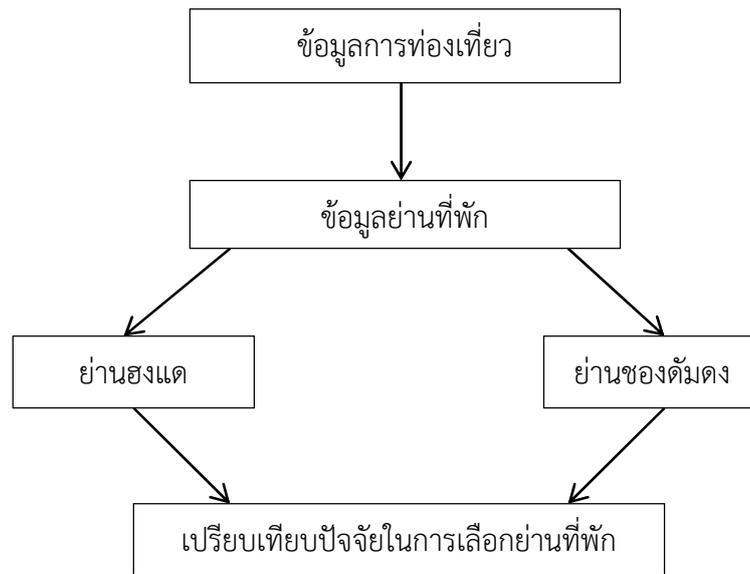 ข้อมูลการท่องเที่ยว
ข้อมูลย่านที่พัก
ย่านฮงแด
ย่านชองดัมดง
เปรียบเทียบปัจจัยในการเลือกย่านที่พัก